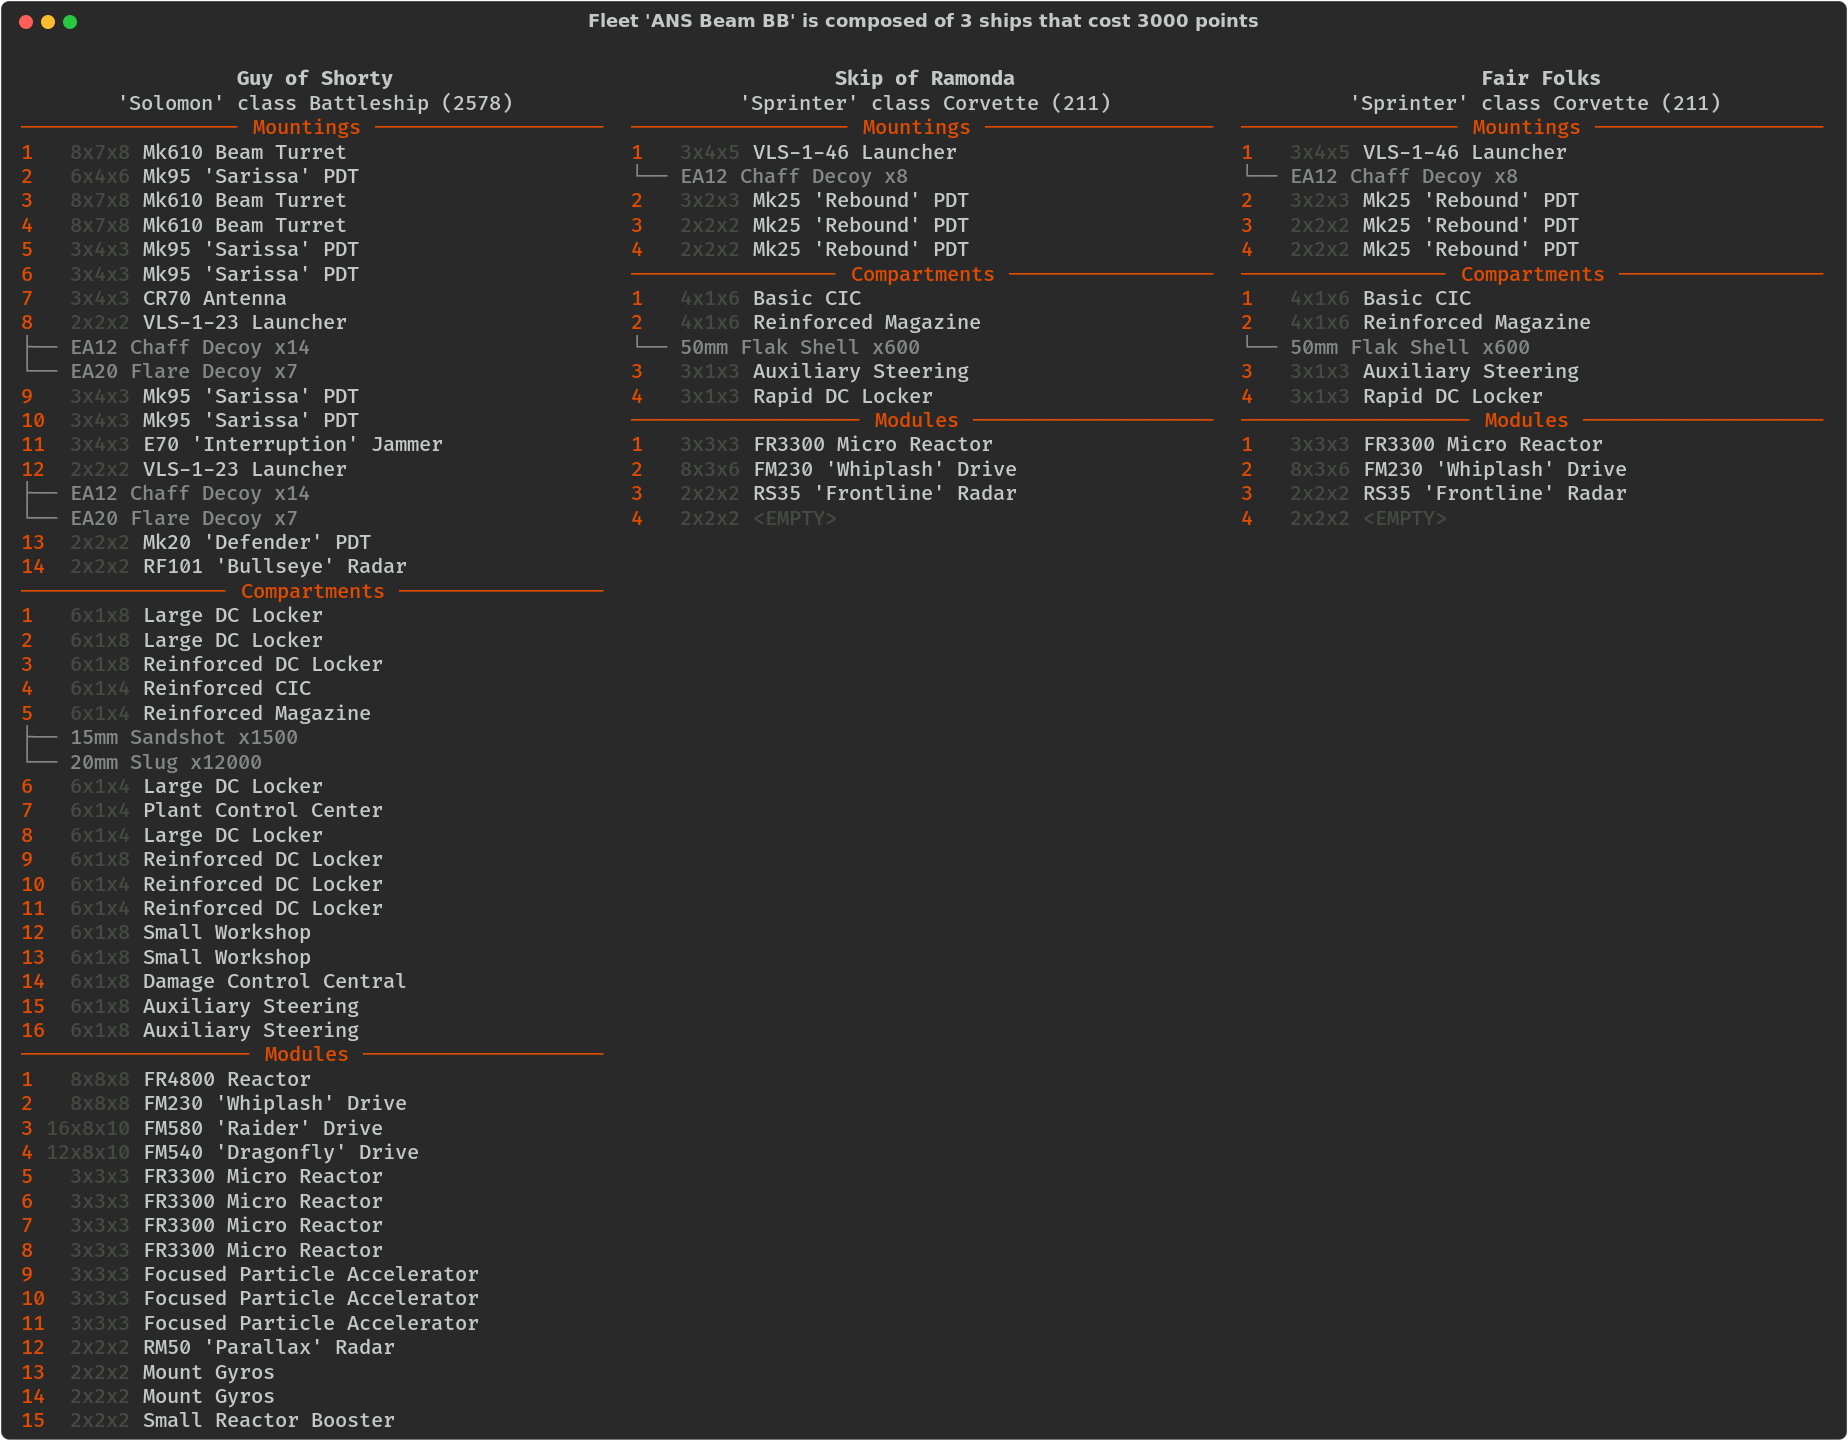 Fleet 'ANS Beam BB' is composed of 3 ships that cost 3000 points
Guy of Shorty
'Solomon' class Battleship (2578)
Mountings
1 8x7x8 Mk610 Beam Turret
2 6x4x6 Mk95 'Sarissa' PDT
3 8x7x8 Mk610 Beam Turret
4 8x7x8 Mk610 Beam Turret
5 3x4x3 Mk95 'Sarissa' PDT
6 3x4x3 Mk95 'Sarissa' PDT
7 3x4x3 CR70 Antenna
8 2x2x2 VLS-1-23 Launcher
EA12 Chaff Decoy x14
EA20 Flare Decoy x7
9 3x4x3 Mk95 'Sarissa' PDT
10 3x4x3 Mk95 'Sarissa' PDT
11 3x4x3 E70 'Interruption' Jammer
12 2x2x2 VLS-1-23 Launcher
EA12 Chaff Decoy x14
EA20 Flare Decoy x7
13 2x2x2 Mk20 'Defender' PDT
14 2x2x2 RF101 'Bullseye' Radar
Compartments
1 6x1x8 Large DC Locker
2 6x1x8 Large DC Locker
3 6x1x8 Reinforced DC Locker
4 6x1x4 Reinforced CIC
5 6x1x4 Reinforced Magazine
15mm Sandshot x1500
20mm Slug x12000
6 6x1x4 Large DC Locker
7 6x1x4 Plant Control Center
8 6x1x4 Large DC Locker
9 6x1x8 Reinforced DC Locker
10 6x1x4 Reinforced DC Locker
11 6x1x4 Reinforced DC Locker
12 6x1x8 Small Workshop
13 6x1x8 Small Workshop
14 6x1x8 Damage Control Central
15 6x1x8 Auxiliary Steering
16 6x1x8 Auxiliary Steering
Modules
1 8x8x8 FR4800 Reactor
2 8x8x8 FM230 'Whiplash' Drive
3 16x8x10 FM580 'Raider' Drive
4 12x8x10 FM540 'Dragonfly' Drive
5 3x3x3 FR3300 Micro Reactor
6 3x3x3 FR3300 Micro Reactor
7 3x3x3 FR3300 Micro Reactor
8 3x3x3 FR3300 Micro Reactor
9 3x3x3 Focused Particle Accelerator
10 3x3x3 Focused Particle Accelerator
11 3x3x3 Focused Particle Accelerator
12 2x2x2 RM50 'Parallax' Radar
13 2x2x2 Mount Gyros
14 2x2x2 Mount Gyros
15 2x2x2 Small Reactor Booster
Skip of Ramonda
'Sprinter' class Corvette (211)
Mountings
1 3x4x5 VLS-1-46 Launcher
EA12 Chaff Decoy x8
2 3x2x3 Mk25 'Rebound' PDT
3 2x2x2 Mk25 'Rebound' PDT
4 2x2x2 Mk25 'Rebound' PDT
Compartments
1 4x1x6 Basic CIC
2 4x1x6 Reinforced Magazine
50mm Flak Shell x600
3 3x1x3 Auxiliary Steering
4 3x1x3 Rapid DC Locker
Modules
1 3x3x3 FR3300 Micro Reactor
2 8x3x6 FM230 'Whiplash' Drive
3 2x2x2 RS35 'Frontline' Radar
4 2x2x2 <EMPTY>
Fair Folks
'Sprinter' class Corvette (211)
Mountings
1 3x4x5 VLS-1-46 Launcher
EA12 Chaff Decoy x8
2 3x2x3 Mk25 'Rebound' PDT
3 2x2x2 Mk25 'Rebound' PDT
4 2x2x2 Mk25 'Rebound' PDT
Compartments
1 4x1x6 Basic CIC
2 4x1x6 Reinforced Magazine
50mm Flak Shell x600
3 3x1x3 Auxiliary Steering
4 3x1x3 Rapid DC Locker
Modules
1 3x3x3 FR3300 Micro Reactor
2 8x3x6 FM230 'Whiplash' Drive
3 2x2x2 RS35 'Frontline' Radar
4 2x2x2 <EMPTY>